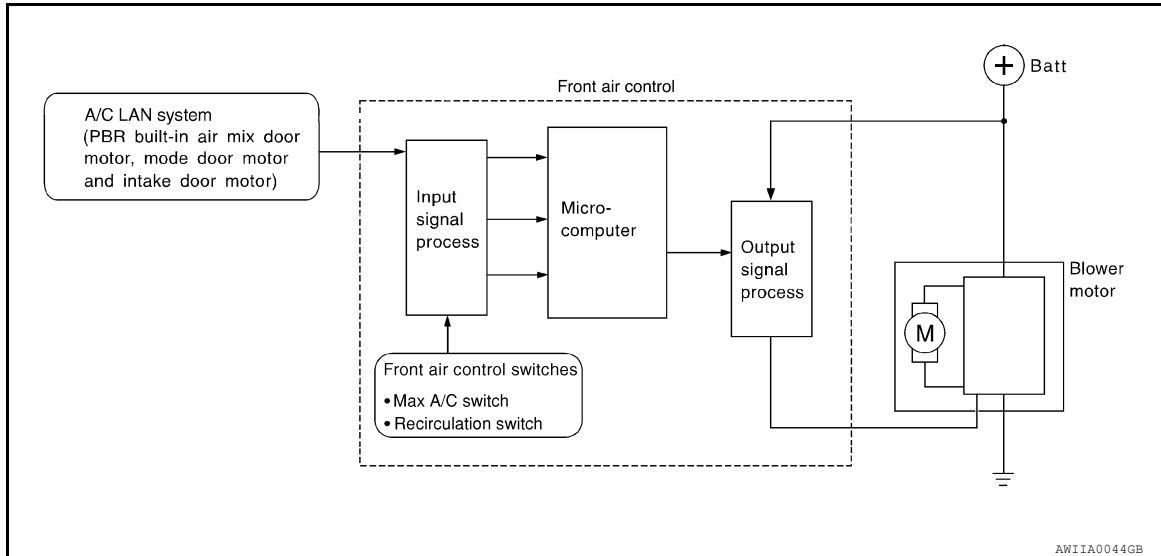 Front air control
Batt
A/C LAN system
(PBR built-in air mix door
motor, mode door motor
and intake door motor)
Input
signal
process
Micro-
computer
Output
signal
process
Blower
motor
M
Front air control switches
• Max A/C switch
• Recirculation switch
AWIIA0044GB